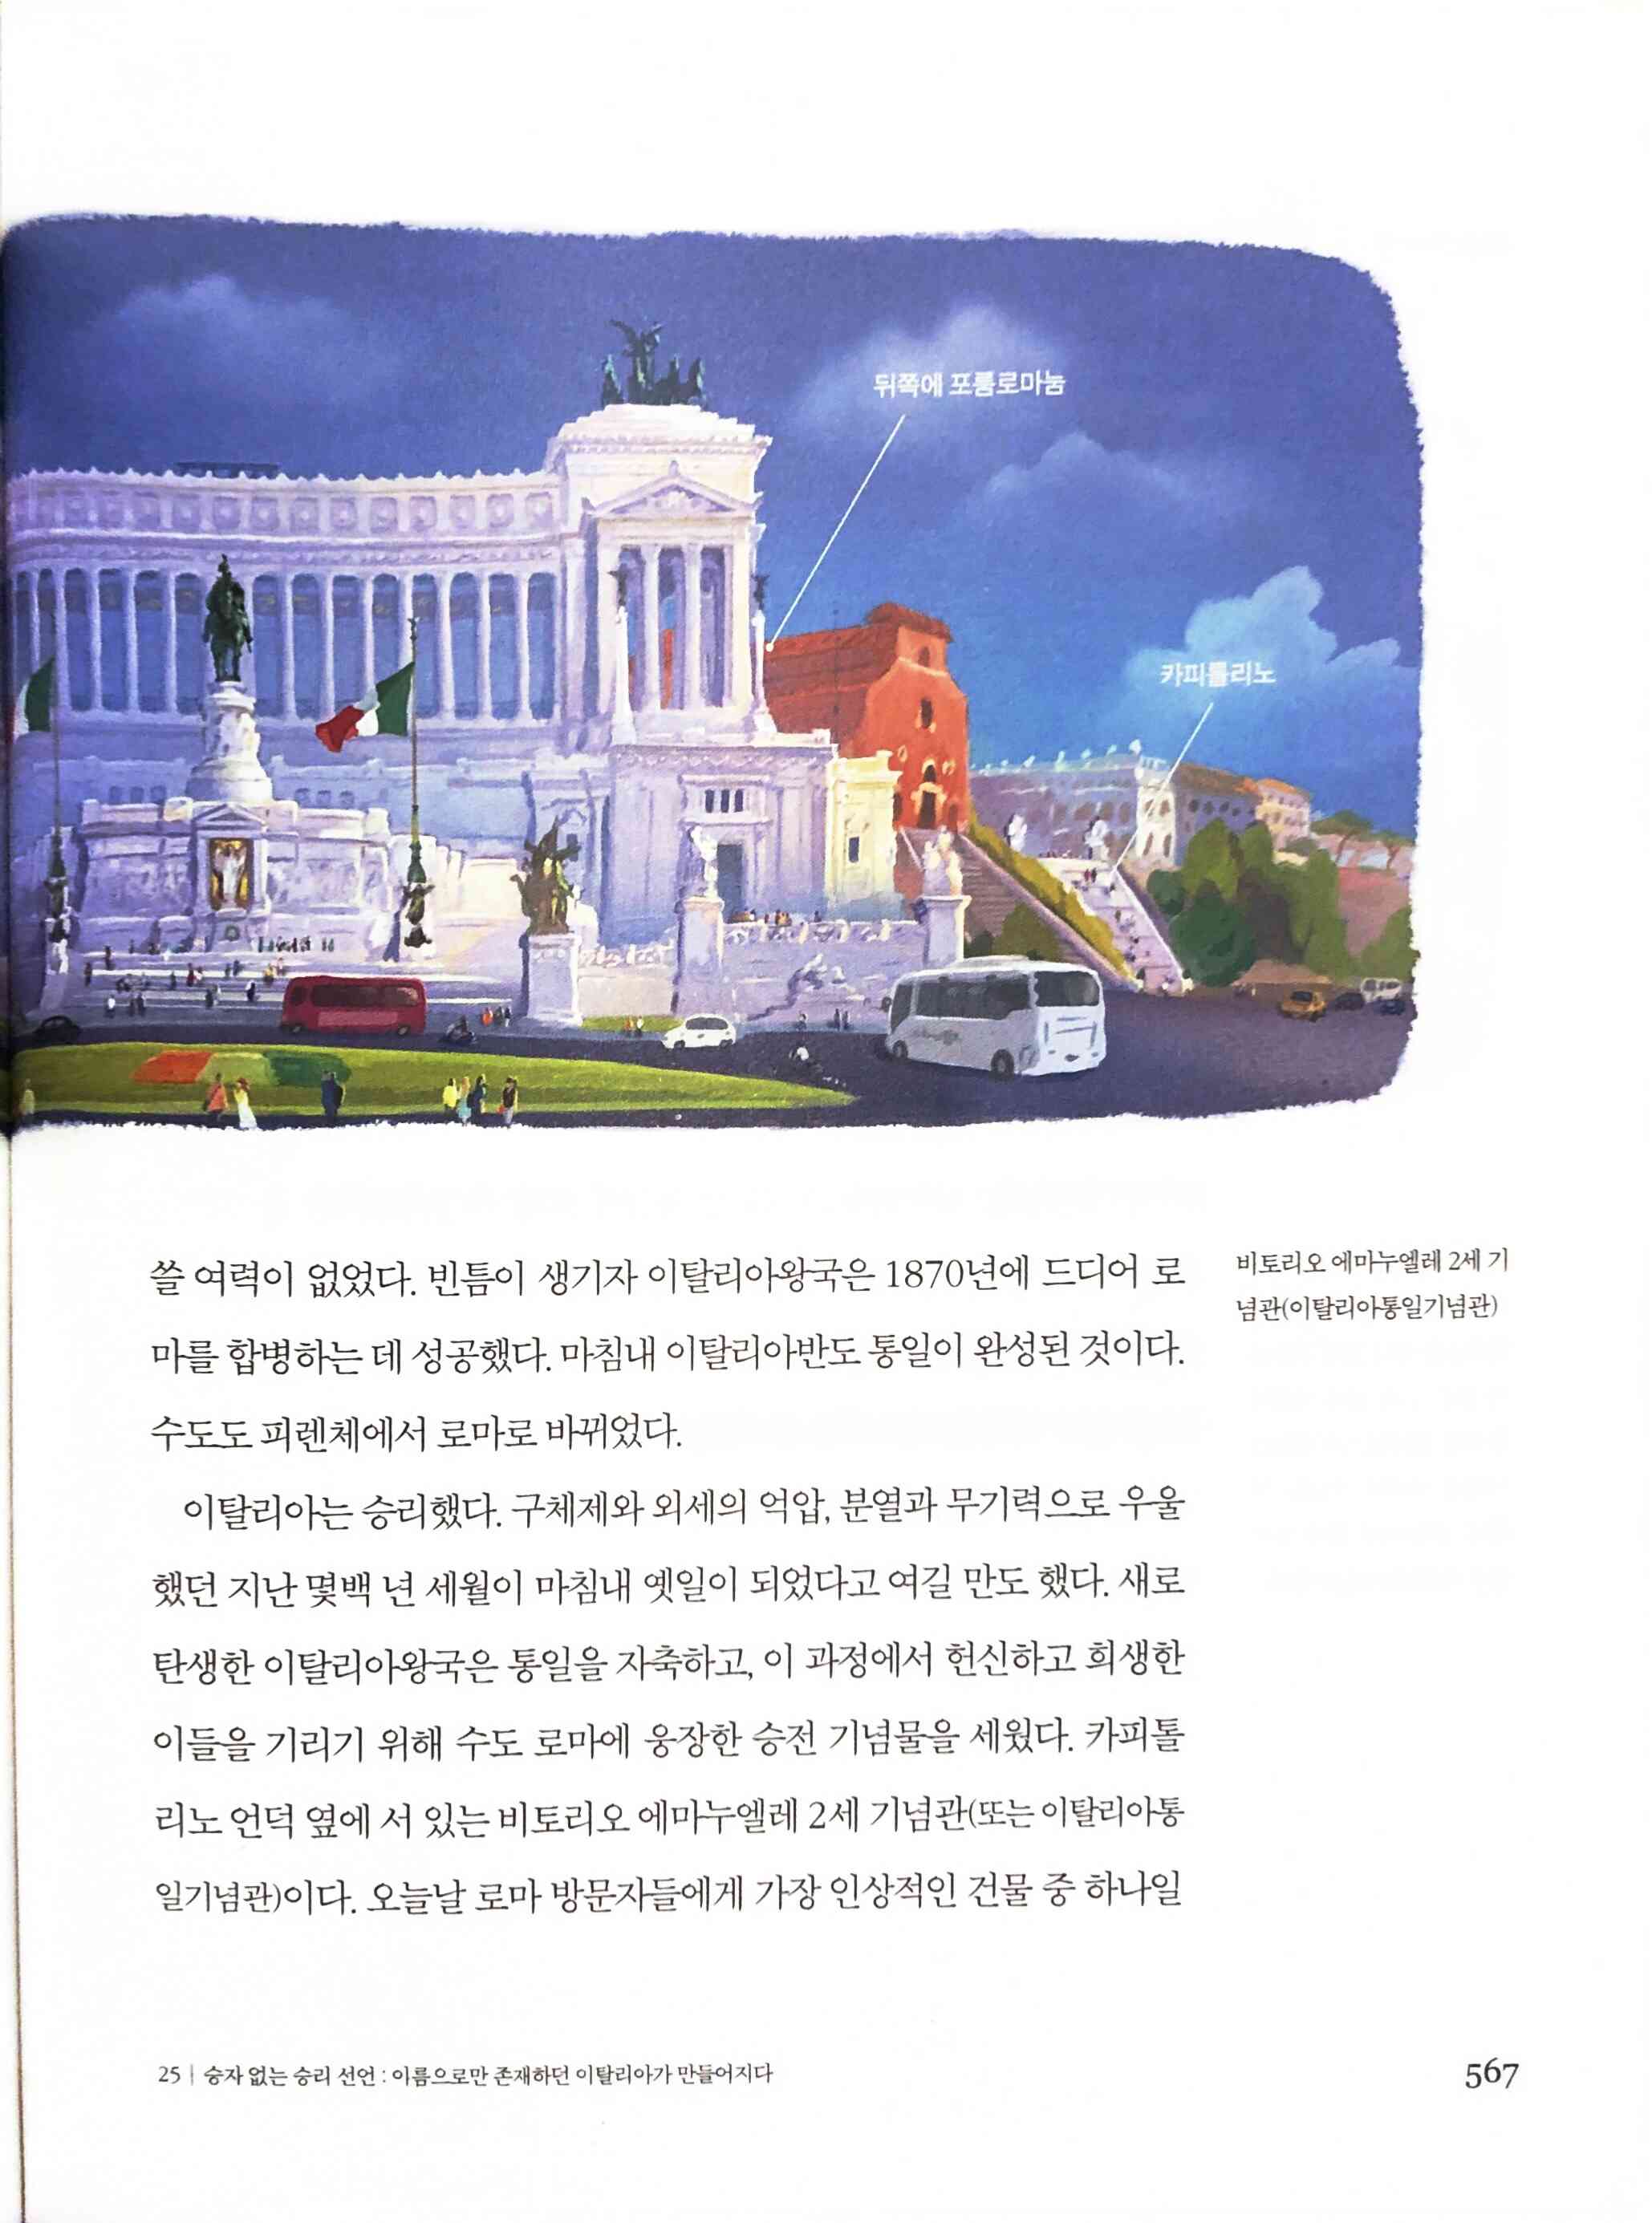 뒤쪽에 포룸로마눔
카피톨리노
쓸 여력이 없었다. 빈틈이 생기자 이탈리아왕국은 1870년에 드디어 로
마를 합병하는 데 성공했다. 마침내 이탈리아반도 통일이 완성된 것이다.
수도도 피렌체에서 로마로 바뀌었다.
이탈리아는 승리했다. 구체제와 외세의 억압, 분열과 무기력으로 우울
했던 지난 몇백 년 세월이 마침내 옛일이 되었다고 여길 만도 했다. 새로
탄생한 이탈리아왕국은 통일을 자축하고, 이 과정에서 헌신하고 희생한
이들을 기리기 위해 수도 로마에 웅장한 승전 기념물을 세웠다. 카피톨
리노 언덕 옆에 서 있는 비토리오 에마누엘레 2세 기념관(또는 이탈리아통
일기념관)이다. 오늘날 로마 방문자들에게 가장 인상적인 건물 중 하나일
비토리오 에마누엘레 2세 기
념관(이탈리아통일기념관)
25 | 승자 없는 승리 선언 : 이름으로만 존재하던 이탈리아가 만들어지다
567